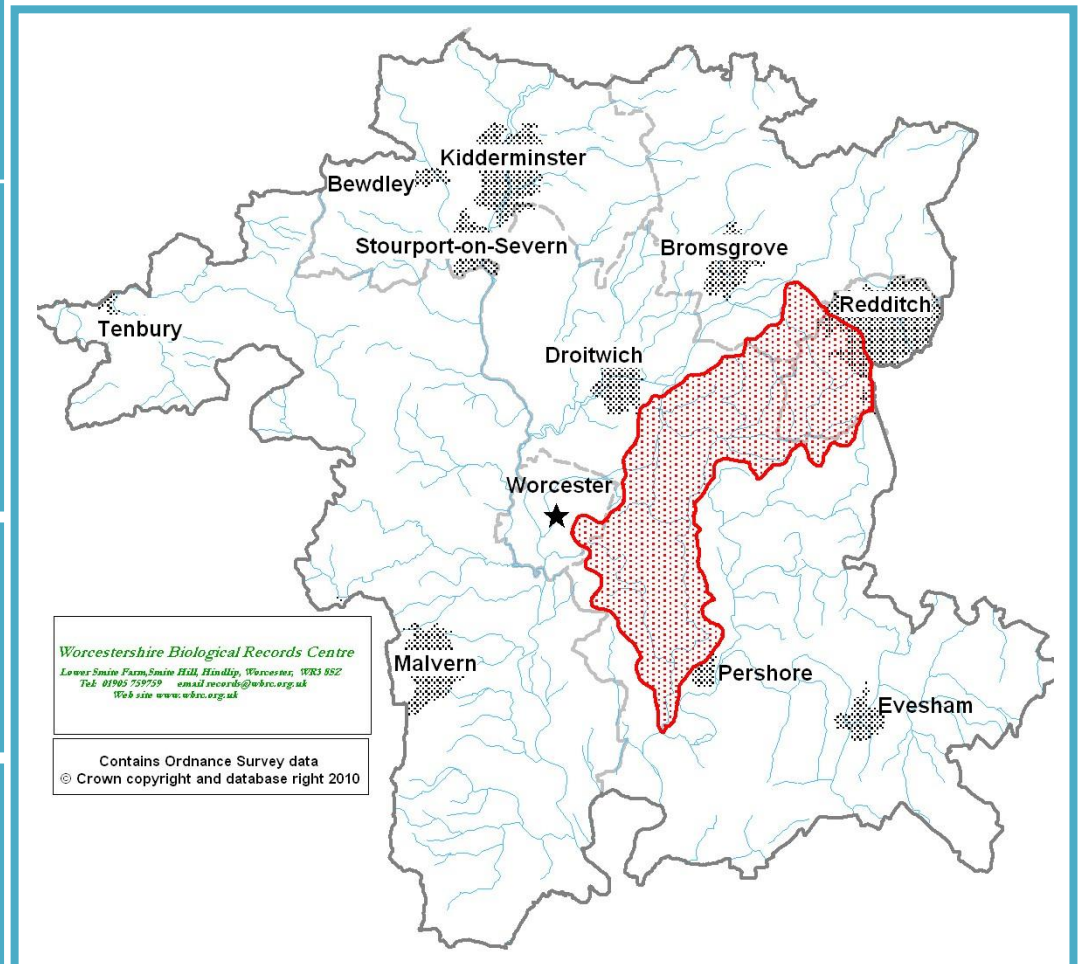 Kidderminster
Bewdley
Stourport-on-Severn
Bromsgrove
Redditch
Tenbury
Droitwich
Worcester
Worcestershire Biological Records Centre
Lower Smite Farm,Smite Hill, Hindlip, Worcester, WR3 8SZ
Tel: 01905 759759 email records@wbrc.org.uk
Web site www.wbrc.org.uk
Malvern
Pershore
Evesham
Contains Ordnance Survey data
© Crown copyright and database right 2010